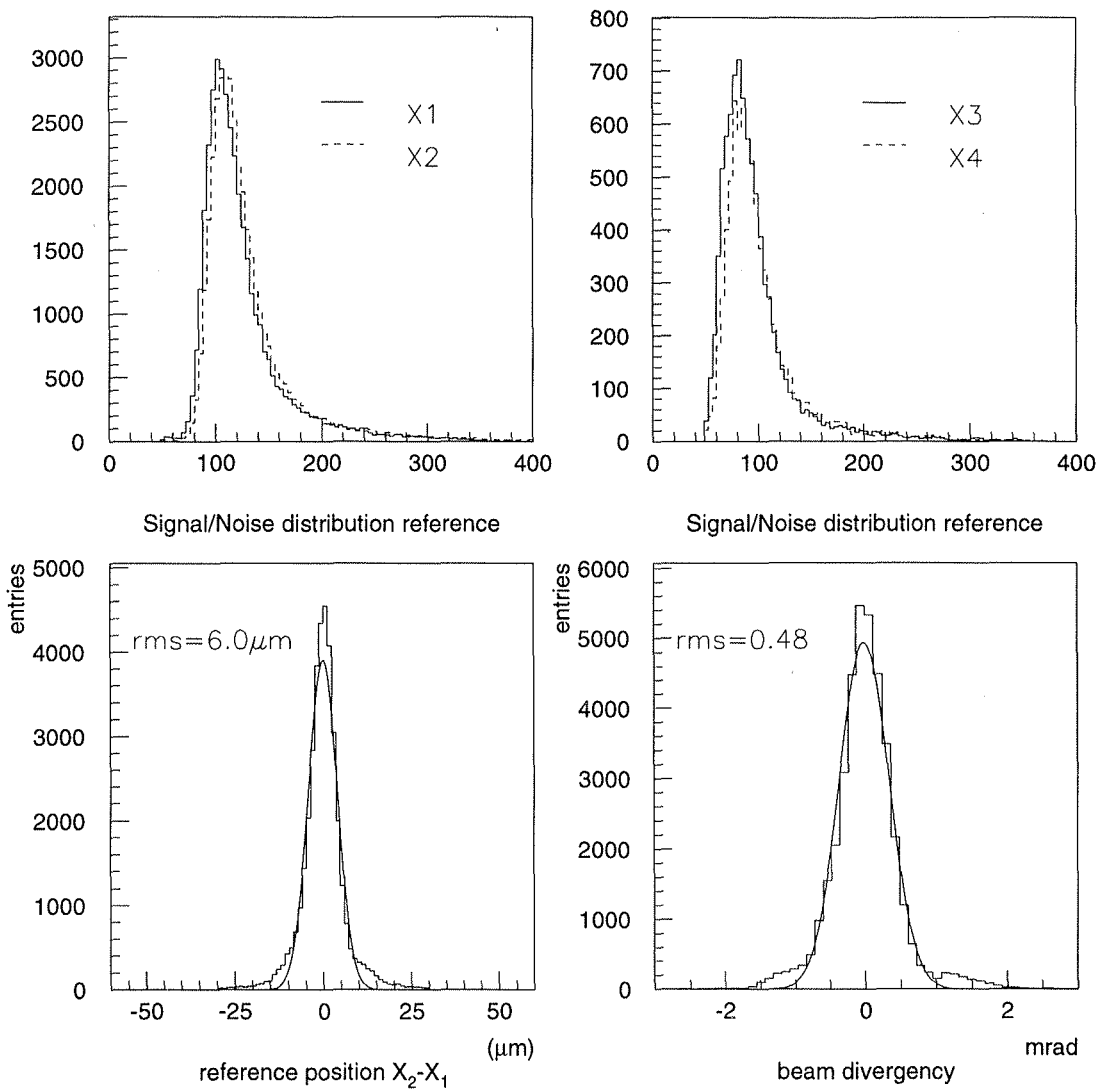 3000
2500
2000
1500
1000
500
0
X1
X2
0 100 200 300 400
Signal/Noise distribution reference
800
700
600
500
400
300
200
100
0
X3
X4
0 100 200 300 400
Signal/Noise distribution reference
entries
5000
4000
3000
2000
1000
0
rms=6.0μm
-50 -25 0 25 50
(μm)
reference position X2-X1
entries
6000
5000
4000
3000
2000
1000
0
rms=0.48
-2 0 2
mrad
beam divergency